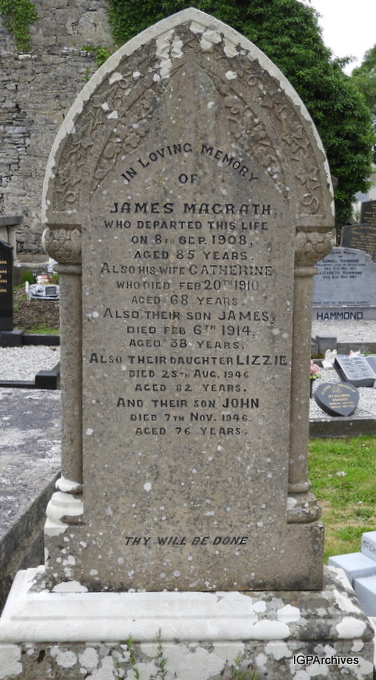 IN LOVING MEMORY
OF
JAMES MAGRATH,
WHO DEPARTED THIS LIFE
ON 8TH SEP. 1908,
AGED 85 YEARS.
ALSO HIS WIFE CATHERINE
WHO DIED FEB 20TH 1910
AGED 68 YEARS.
ALSO THEIR SON JAMES,
DIED FEB 6TH 1914,
AGED 38 YEARS.
ALSO THEIR DAUGHTER LIZZIE
DIED 25TH AUG. 1946
AGED 82 YEARS.
AND THEIR SON JOHN
DIED 7TH NOV. 1946
AGED 76 YEARS.
THY WILL BE DONE
HAMMOND
IGPArchives